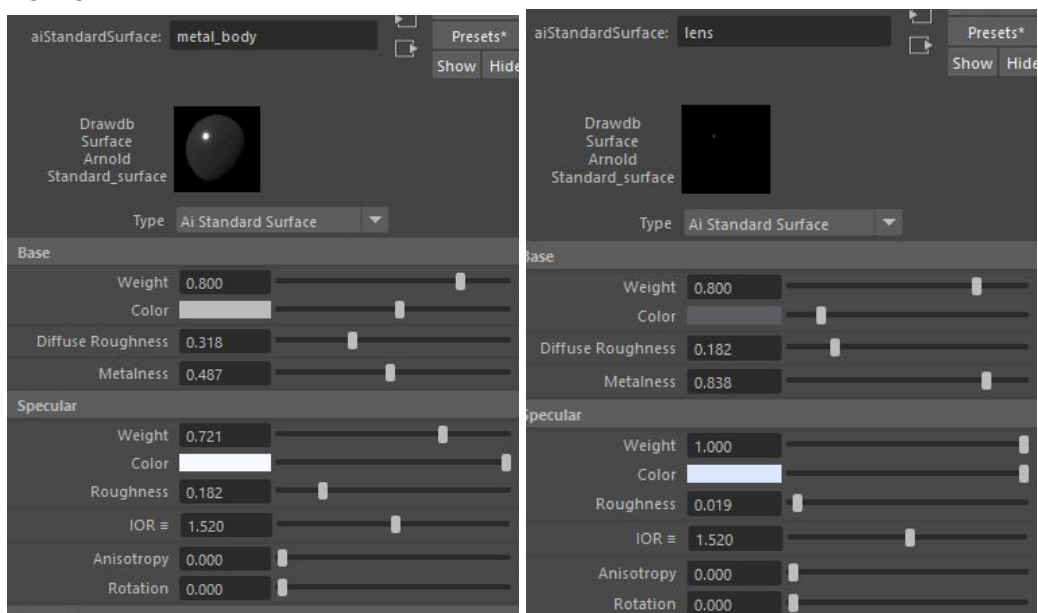 aiStandardSurface: metal_body
Presets*
Show Hide
Drawdb
Surface
Arnold
Standard_surface
Type Ai Standard Surface
Base
Weight 0.800
Color
Diffuse Roughness 0.318
Metalness 0.487
Specular
Weight 0.721
Color
Roughness 0.182
IOR ≡ 1.520
Anisotropy 0.000
Rotation 0.000
aiStandardSurface: lens
Presets*
Show Hide
Drawdb
Surface
Arnold
Standard_surface
Type Ai Standard Surface
Base
Weight 0.800
Color
Diffuse Roughness 0.182
Metalness 0.838
Specular
Weight 1.000
Color
Roughness 0.019
IOR ≡ 1.520
Anisotropy 0.000
Rotation 0.000